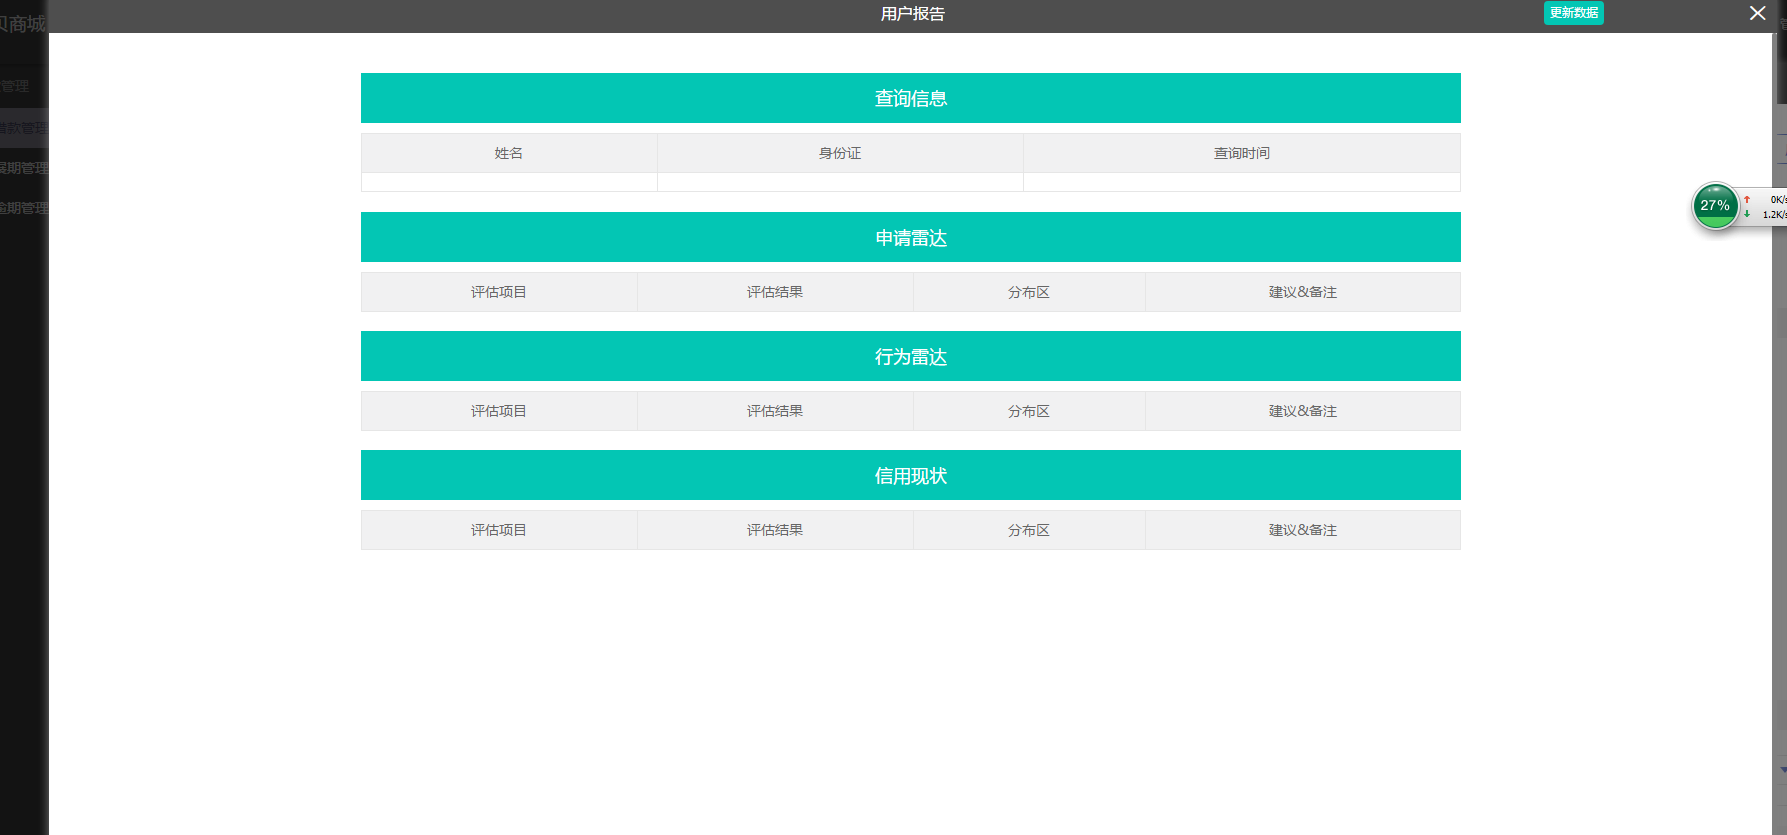 用户报告
更新数据
贝商城
管理
借款管理
展期管理
逾期管理
查询信息
姓名 身份证 查询时间
申请雷达
评估项目 评估结果 分布区 建议&备注
行为雷达
评估项目 评估结果 分布区 建议&备注
信用现状
评估项目 评估结果 分布区 建议&备注
27%
0K/s
1.2K/s